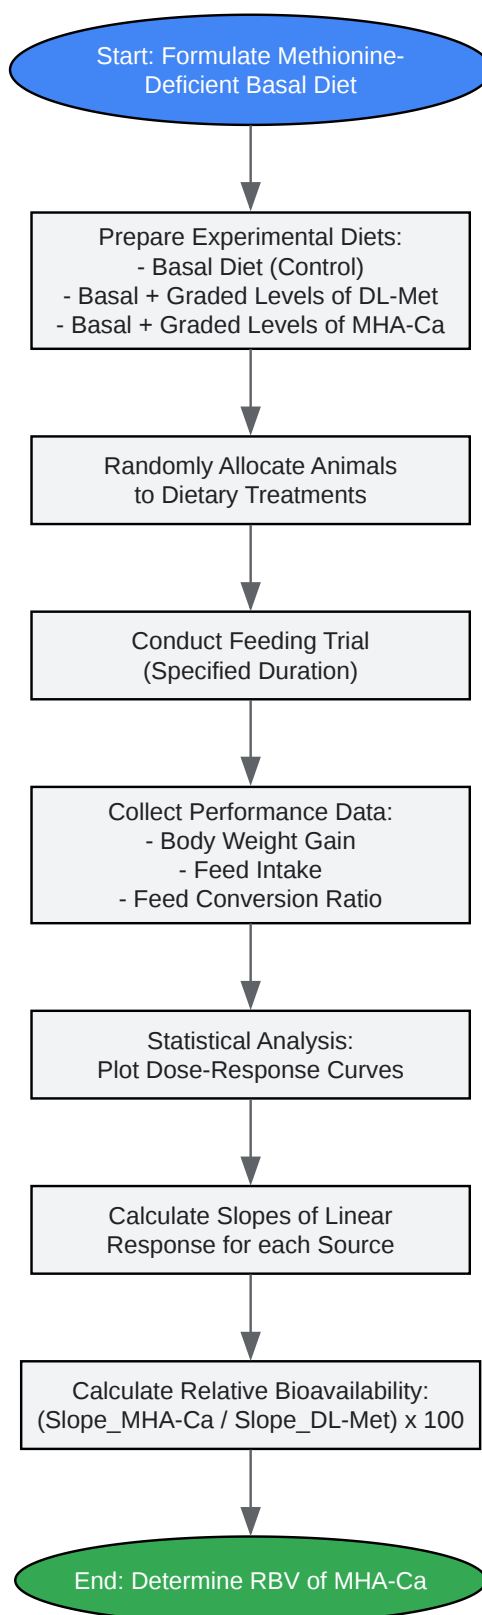 Start: Formulate Methionine-
Deficient Basal Diet
Prepare Experimental Diets:
- Basal Diet (Control)
- Basal + Graded Levels of DL-Met
- Basal + Graded Levels of MHA-Ca
Randomly Allocate Animals
to Dietary Treatments
Conduct Feeding Trial
(Specified Duration)
Collect Performance Data:
- Body Weight Gain
- Feed Intake
- Feed Conversion Ratio
Statistical Analysis:
Plot Dose-Response Curves
Calculate Slopes of Linear
Response for each Source
Calculate Relative Bioavailability:
(Slope_MHA-Ca / Slope_DL-Met) x 100
End: Determine RBV of MHA-Ca